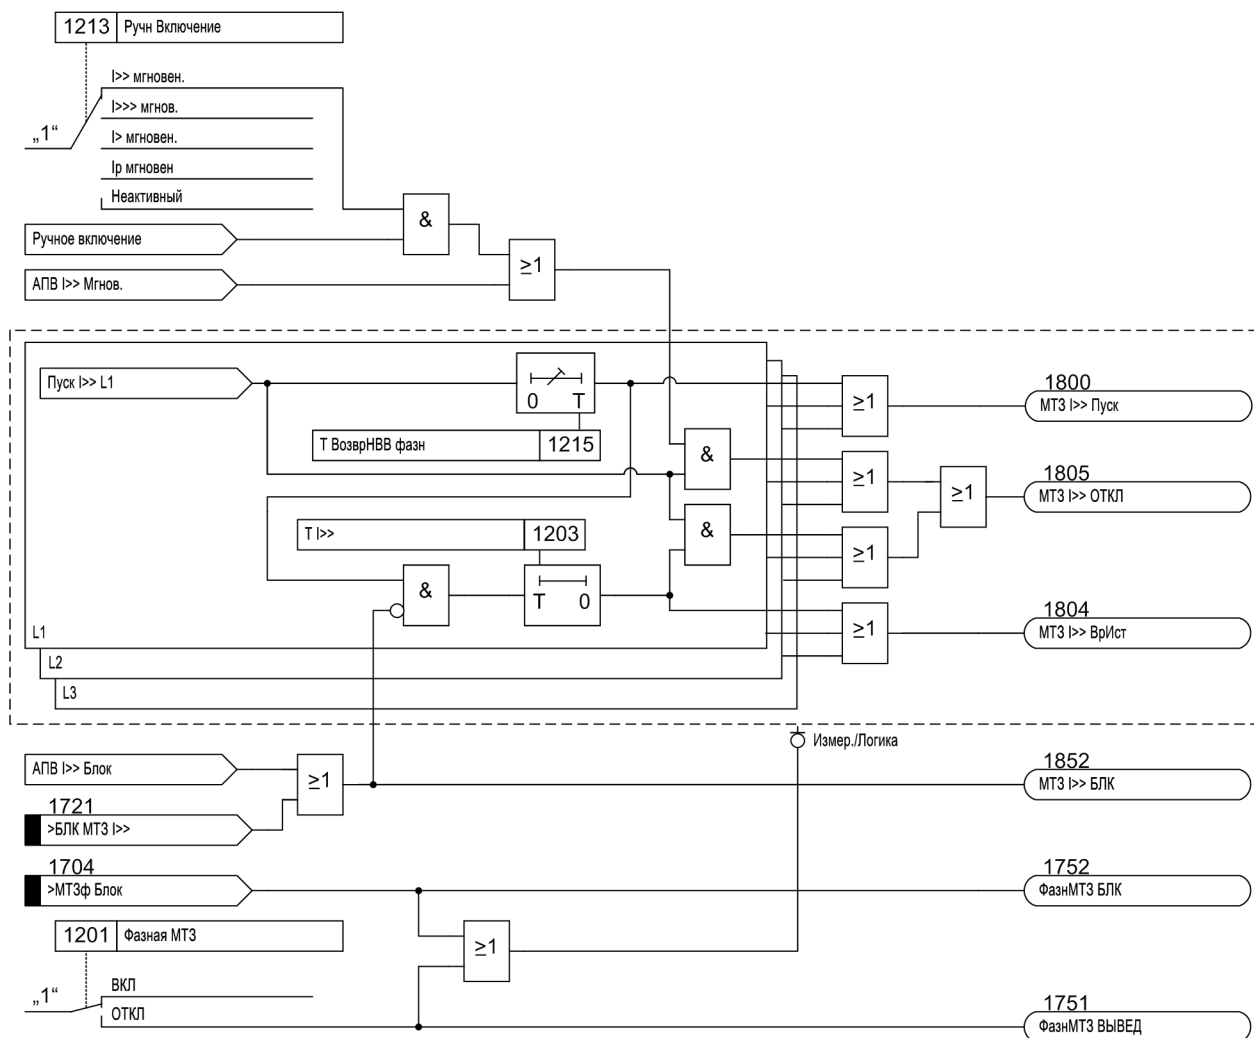 1213 Ручн Включение
I>> мгновен.
I>>> мгнов.
„1“
I> мгновен.
Ip мгновен
Неактивный
&
Ручное включение
≥1
АПВ I>> Мгнов.
Пуск I>> L1
0 T
1800
≥1
МТЗ I>> Пуск
Т ВозврНВВ фазн 1215
&
1805
≥1
≥1
МТЗ I>> ОТКЛ
T I>> 1203
&
≥1
&
T 0
1804
≥1
МТЗ I>> ВрИст
L1
L2
L3
Измер./Логика
АПВ I>> Блок
≥1
1852
МТЗ I>> БЛК
1721
>БЛК МТЗ I>>
1704
>МТЗф Блок
1752
ФазнМТЗ БЛК
1201 Фазная МТЗ
≥1
ВКЛ
„1“
ОТКЛ
1751
ФазнМТЗ ВЫВЕД